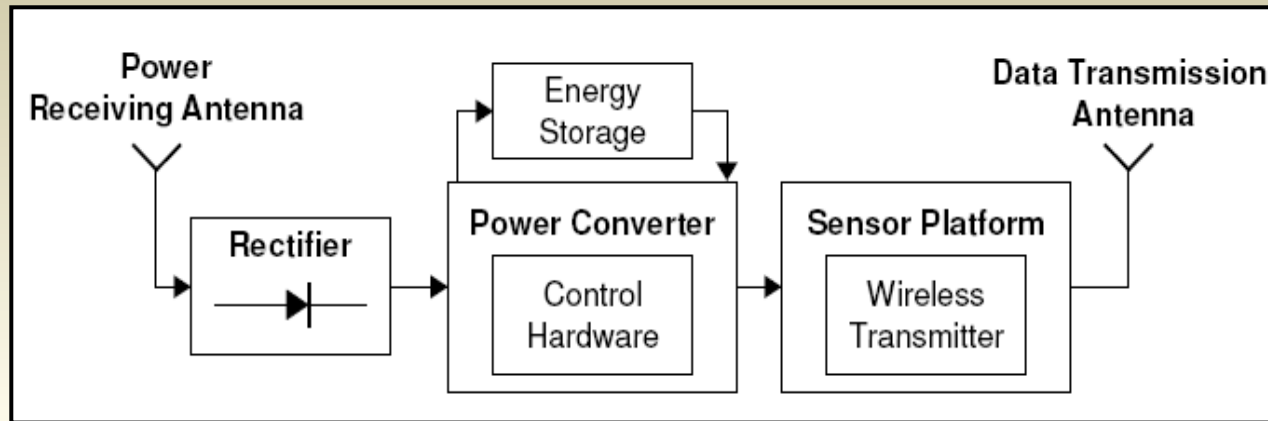 Power
Receiving Antenna
Energy
Storage
Data Transmission
Antenna
Rectifier
Power Converter
Control
Hardware
Sensor Platform
Wireless
Transmitter